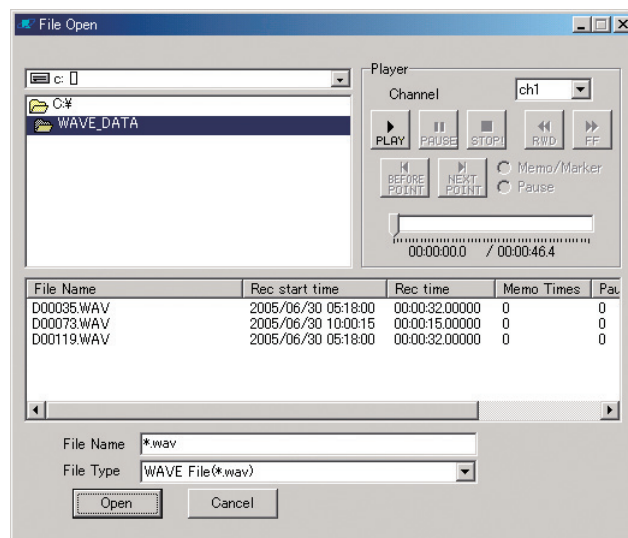 File Open
c: []
C:¥
WAVE_DATA
Player
Channel ch1
PLAY PAUSE STOP! RWD FF
BEFORE POINT NEXT POINT
Memo/Marker
Pause
00:00:00.0 / 00:00:46.4
File Name Rec start time Rec time Memo Times Pau
D00035.WAV 2005/06/30 05:18:00 00:00:32.00000 0 0
D00073.WAV 2005/06/30 10:00:15 00:00:15.00000 0 0
D00119.WAV 2005/06/30 05:18:00 00:00:32.00000 0 0
File Name *.wav
File Type WAVE File(*.wav)
Open Cancel